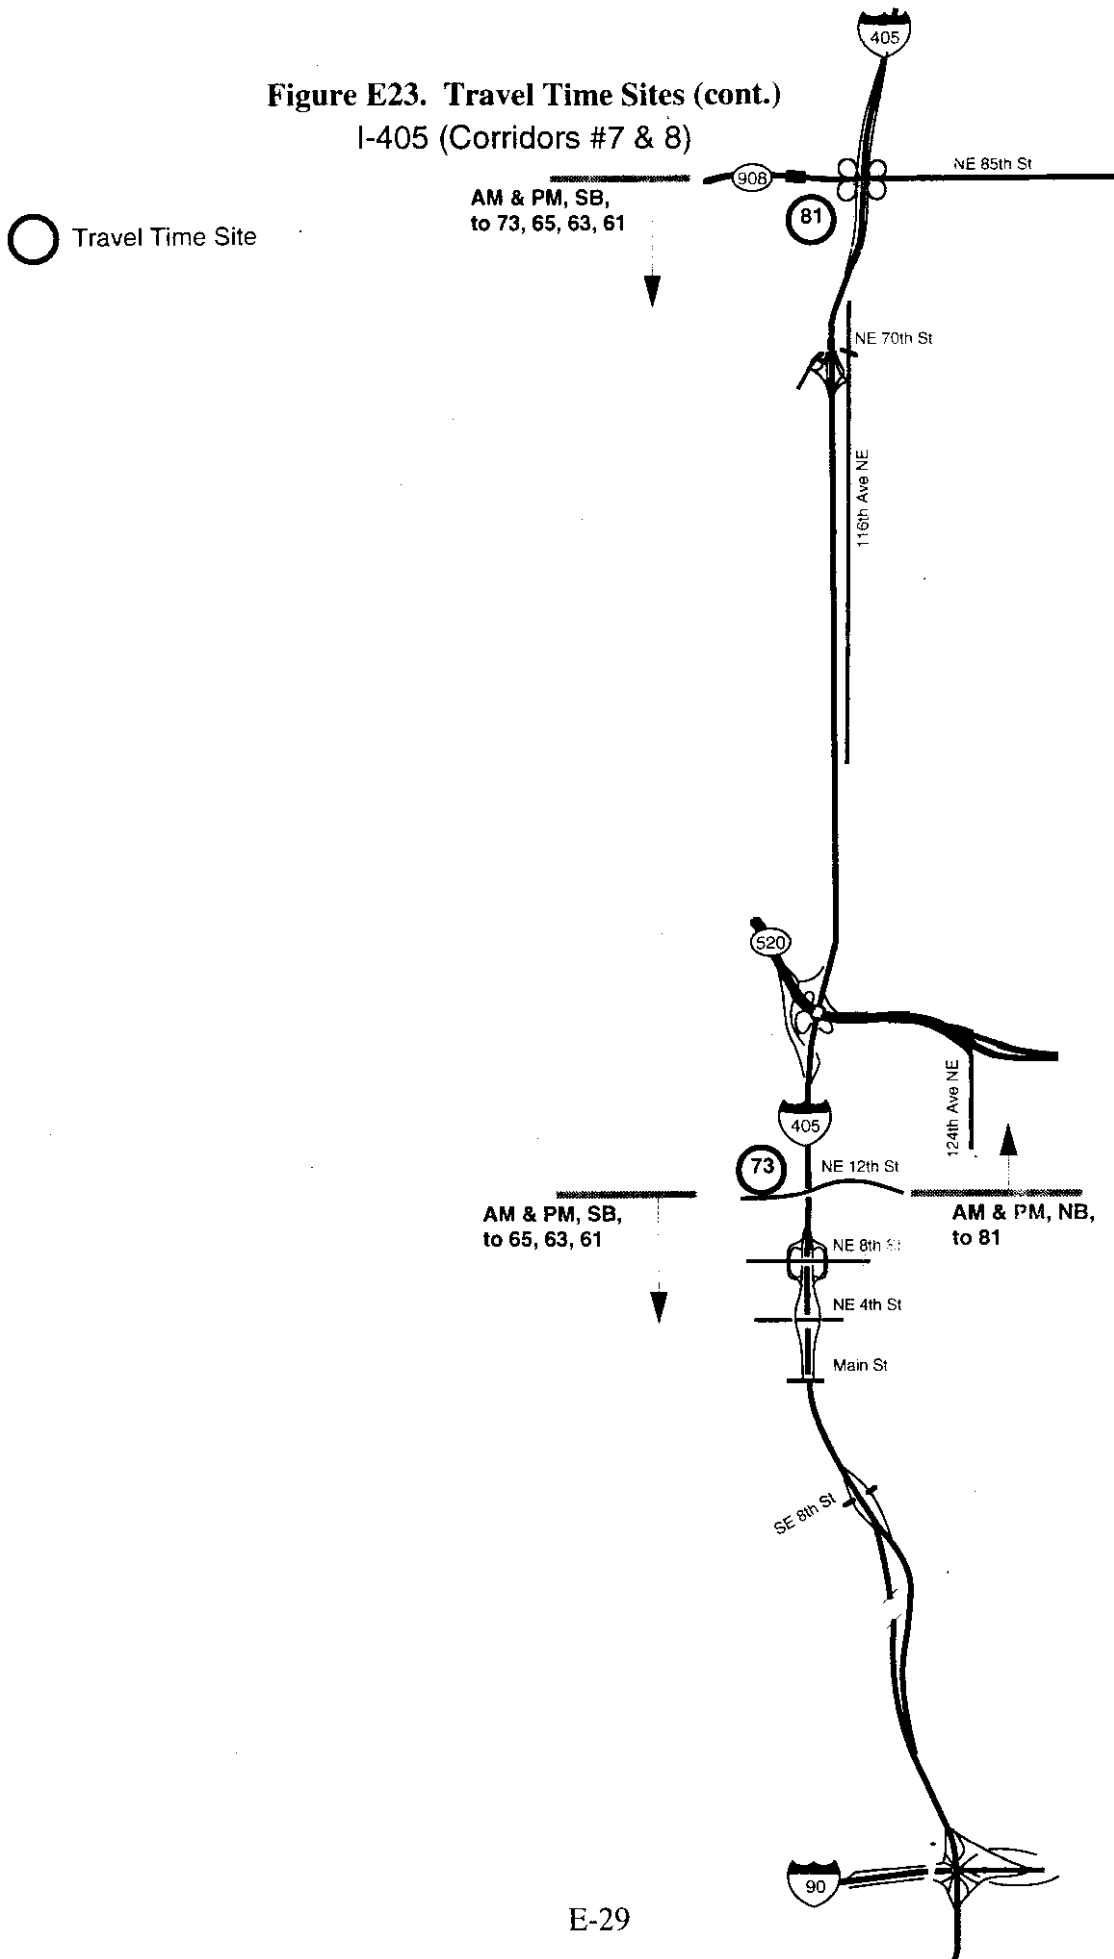 405
Figure E23. Travel Time Sites (cont.)
I-405 (Corridors #7 & 8)
NE 85th St
908
AM & PM, SB,
to 73, 65, 63, 61
81
Travel Time Site
NE 70th St
116th Ave NE
520
124th Ave NE
405
73
NE 12th St
AM & PM, SB,
to 65, 63, 61
AM & PM, NB,
to 81
NE 8th St
NE 4th St
Main St
SE 8th St
90
E-29